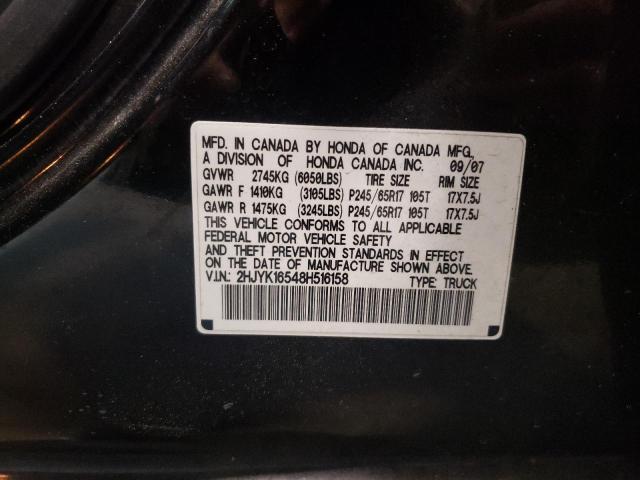 MFD. IN CANADA BY HONDA OF CANADA MFG.,
A DIVISION OF HONDA CANADA INC. 09/07
GVWR 2745KG (6050LBS) TIRE SIZE RIM SIZE
GAWR F 1410KG (3105LBS) P245/65R17 105T 17X7.5J
GAWR R 1475KG (3245LBS) P245/65R17 105T 17X7.5J
THIS VEHICLE CONFORMS TO ALL APPLICABLE
FEDERAL MOTOR VEHICLE SAFETY
AND THEFT PREVENTION STANDARDS IN EFFECT
ON THE DATE OF MANUFACTURE SHOWN ABOVE.
V.I.N.: 2HJYK16548H516158 TYPE: TRUCK